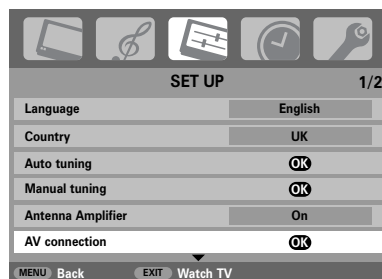 SET UP 1/2
Language English
Country UK
Auto tuning OK
Manual tuning OK
Antenna Amplifier On
AV connection OK
MENU Back EXIT Watch TV